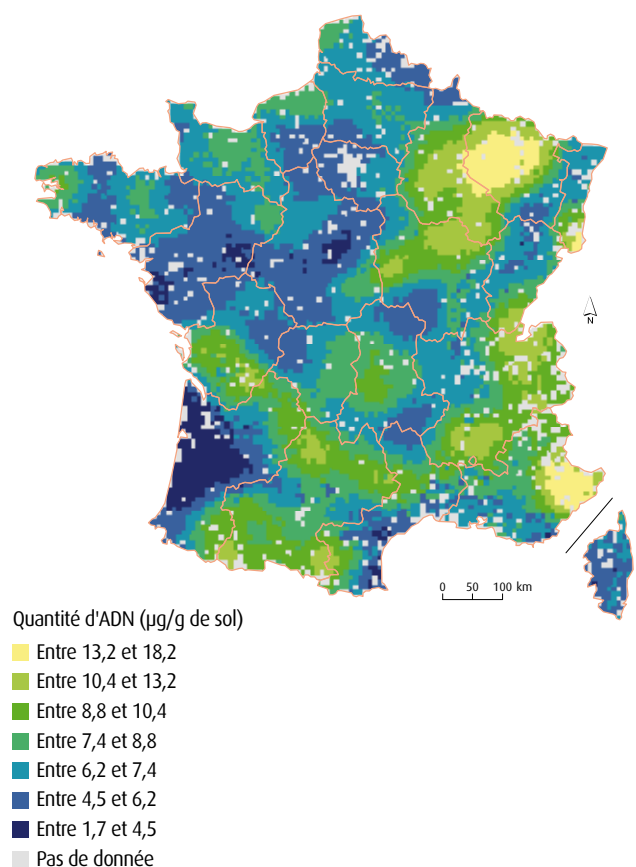 N
0 50 100 km
Quantité d'ADN (µg/g de sol)
Entre 13,2 et 18,2
Entre 10,4 et 13,2
Entre 8,8 et 10,4
Entre 7,4 et 8,8
Entre 6,2 et 7,4
Entre 4,5 et 6,2
Entre 1,7 et 4,5
Pas de donnée